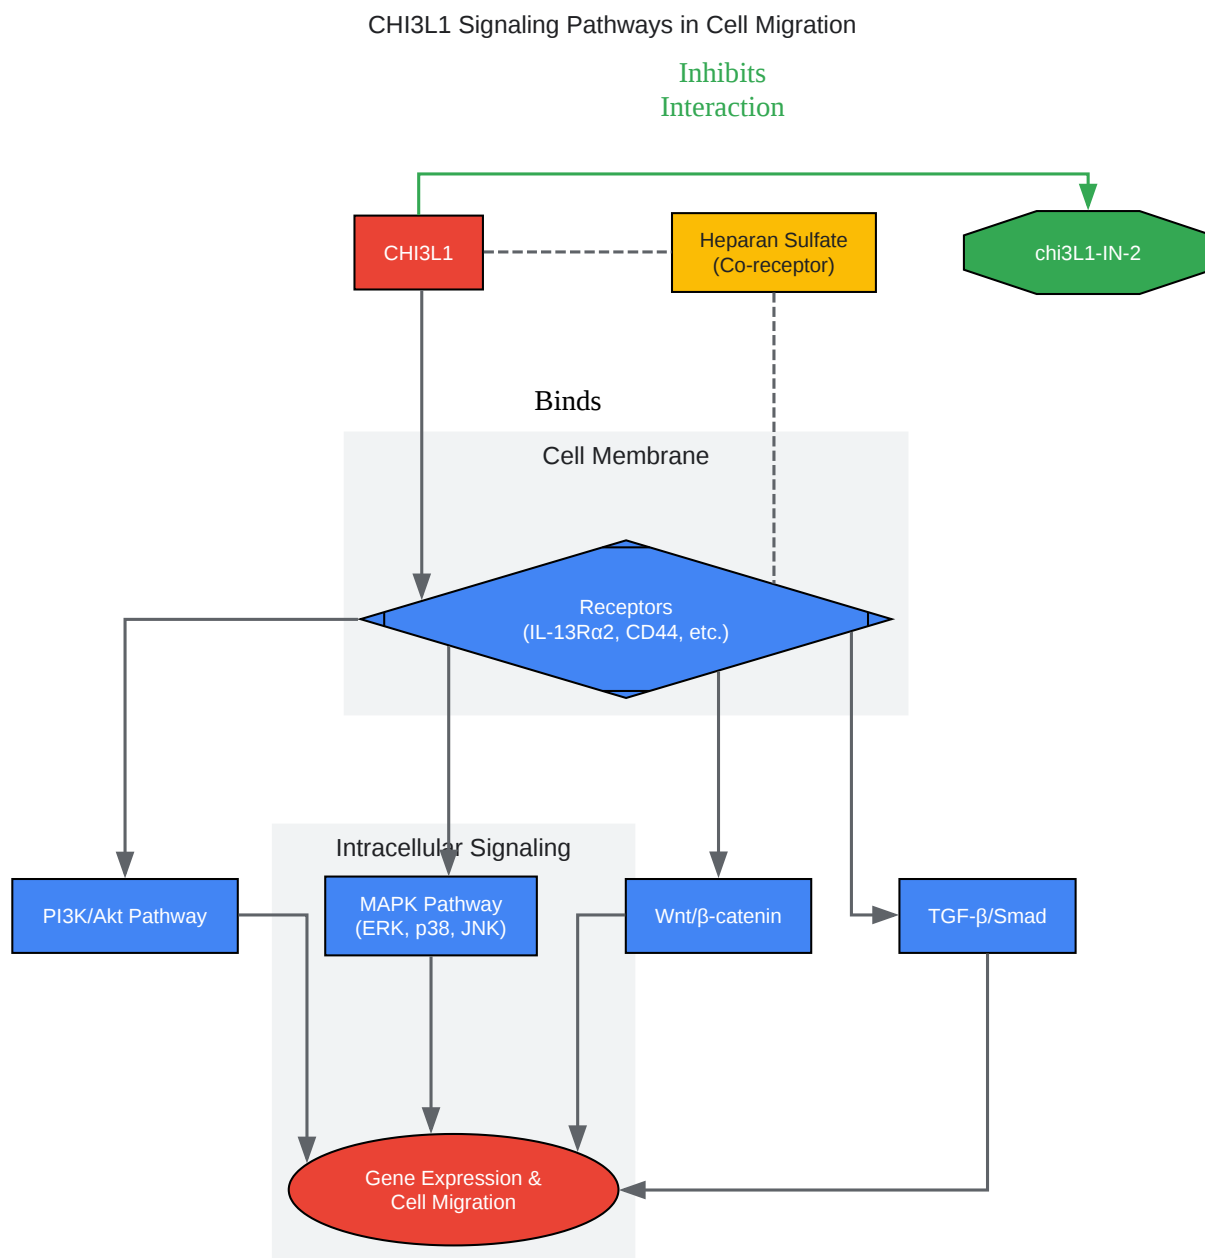 CHI3L1 Signaling Pathways in Cell Migration
Inhibits
Interaction
CHI3L1
Heparan Sulfate
(Co-receptor)
chi3L1-IN-2
Binds
Cell Membrane
Receptors
(IL-13Rα2, CD44, etc.)
Intracellular Signaling
PI3K/Akt Pathway
MAPK Pathway
(ERK, p38, JNK)
Wnt/β-catenin
TGF-β/Smad
Gene Expression &
Cell Migration